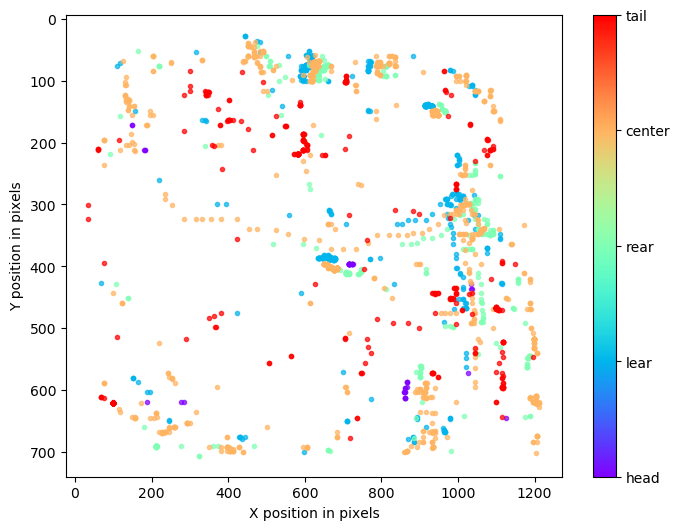 0
100
200
300
400
500
600
700
Y position in pixels
0
200
400
600
800
1000
1200
X position in pixels
tail
center
rear
lear
head